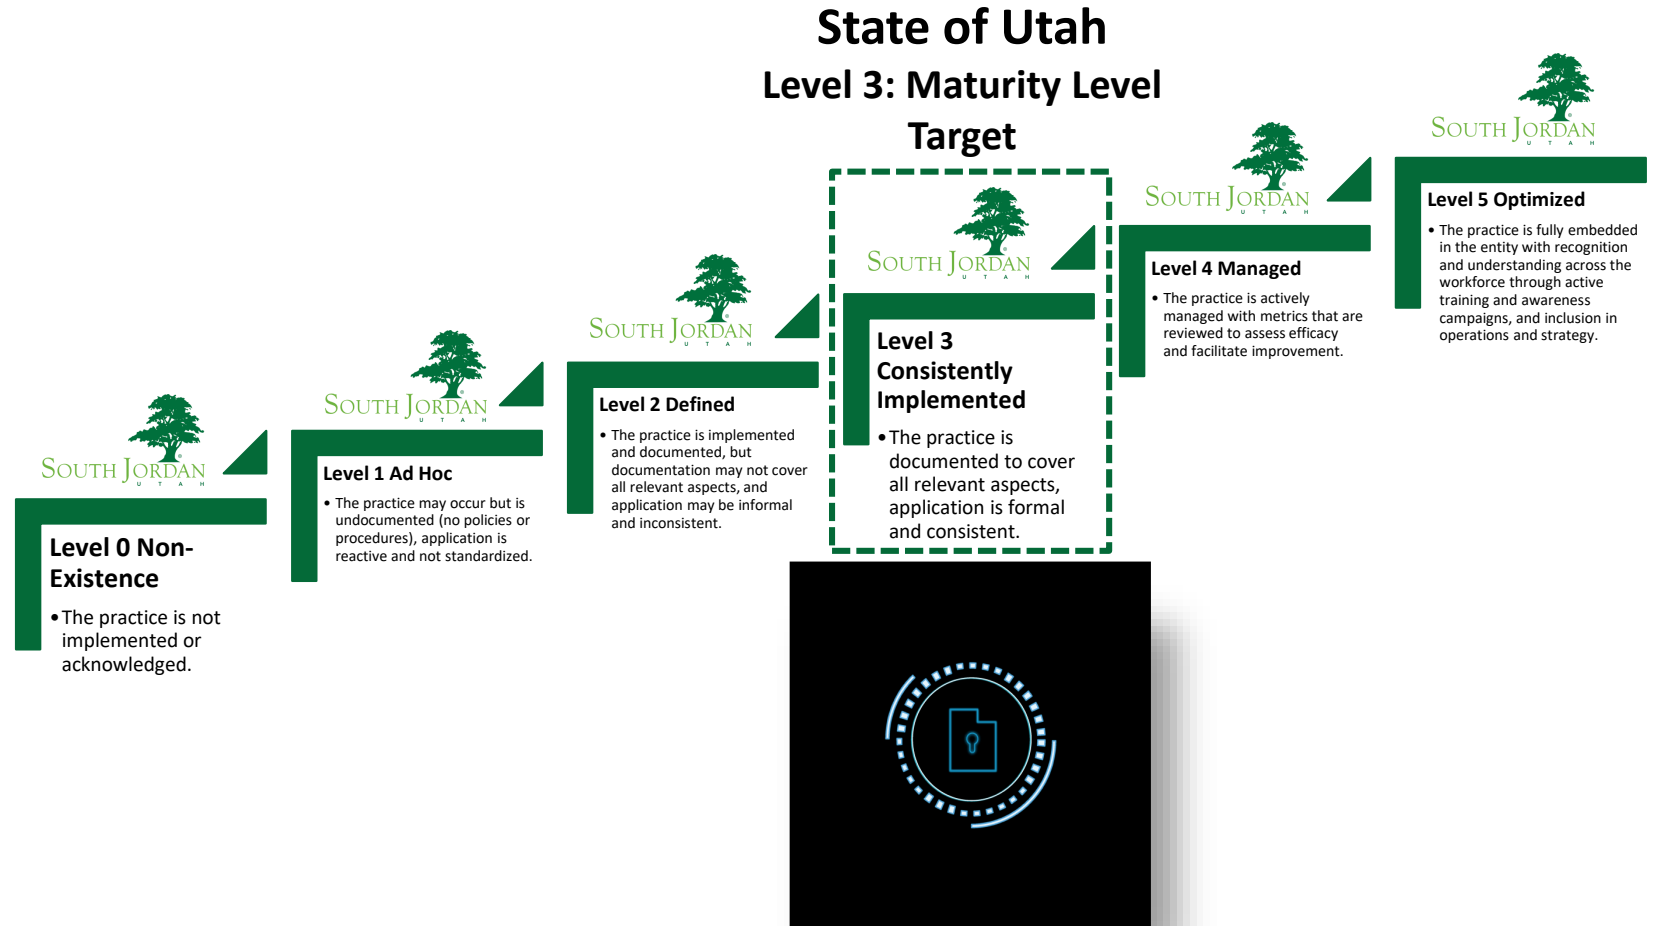 State of Utah
Level 3: Maturity Level
Target
SOUTH JORDAN
UTAH
Level 0 Non-
Existence
•The practice is not
implemented or
acknowledged.
SOUTH JORDAN
UTAH
Level 1 Ad Hoc
• The practice may occur but is
undocumented (no policies or
procedures), application is
reactive and not standardized.
SOUTH JORDAN
UTAH
Level 2 Defined
• The practice is implemented
and documented, but
documentation may not cover
all relevant aspects, and
application may be informal
and inconsistent.
SOUTH JORDAN
UTAH
Level 3
Consistently
Implemented
•The practice is
documented to cover
all relevant aspects,
application is formal
and consistent.
SOUTH JORDAN
UTAH
Level 4 Managed
• The practice is actively
managed with metrics that are
reviewed to assess efficacy
and facilitate improvement.
SOUTH JORDAN
UTAH
Level 5 Optimized
• The practice is fully embedded
in the entity with recognition
and understanding across the
workforce through active
training and awareness
campaigns, and inclusion in
operations and strategy.